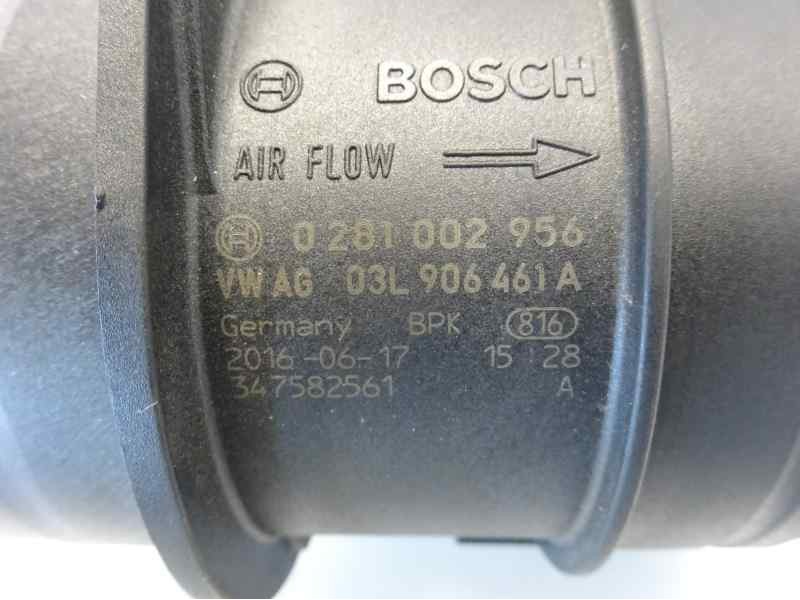 BOSCH
AIR FLOW
0 281 002 956
VW AG 03L 906 461 A
Germany BPK 816
2016-06-17 15:28
347582561 A